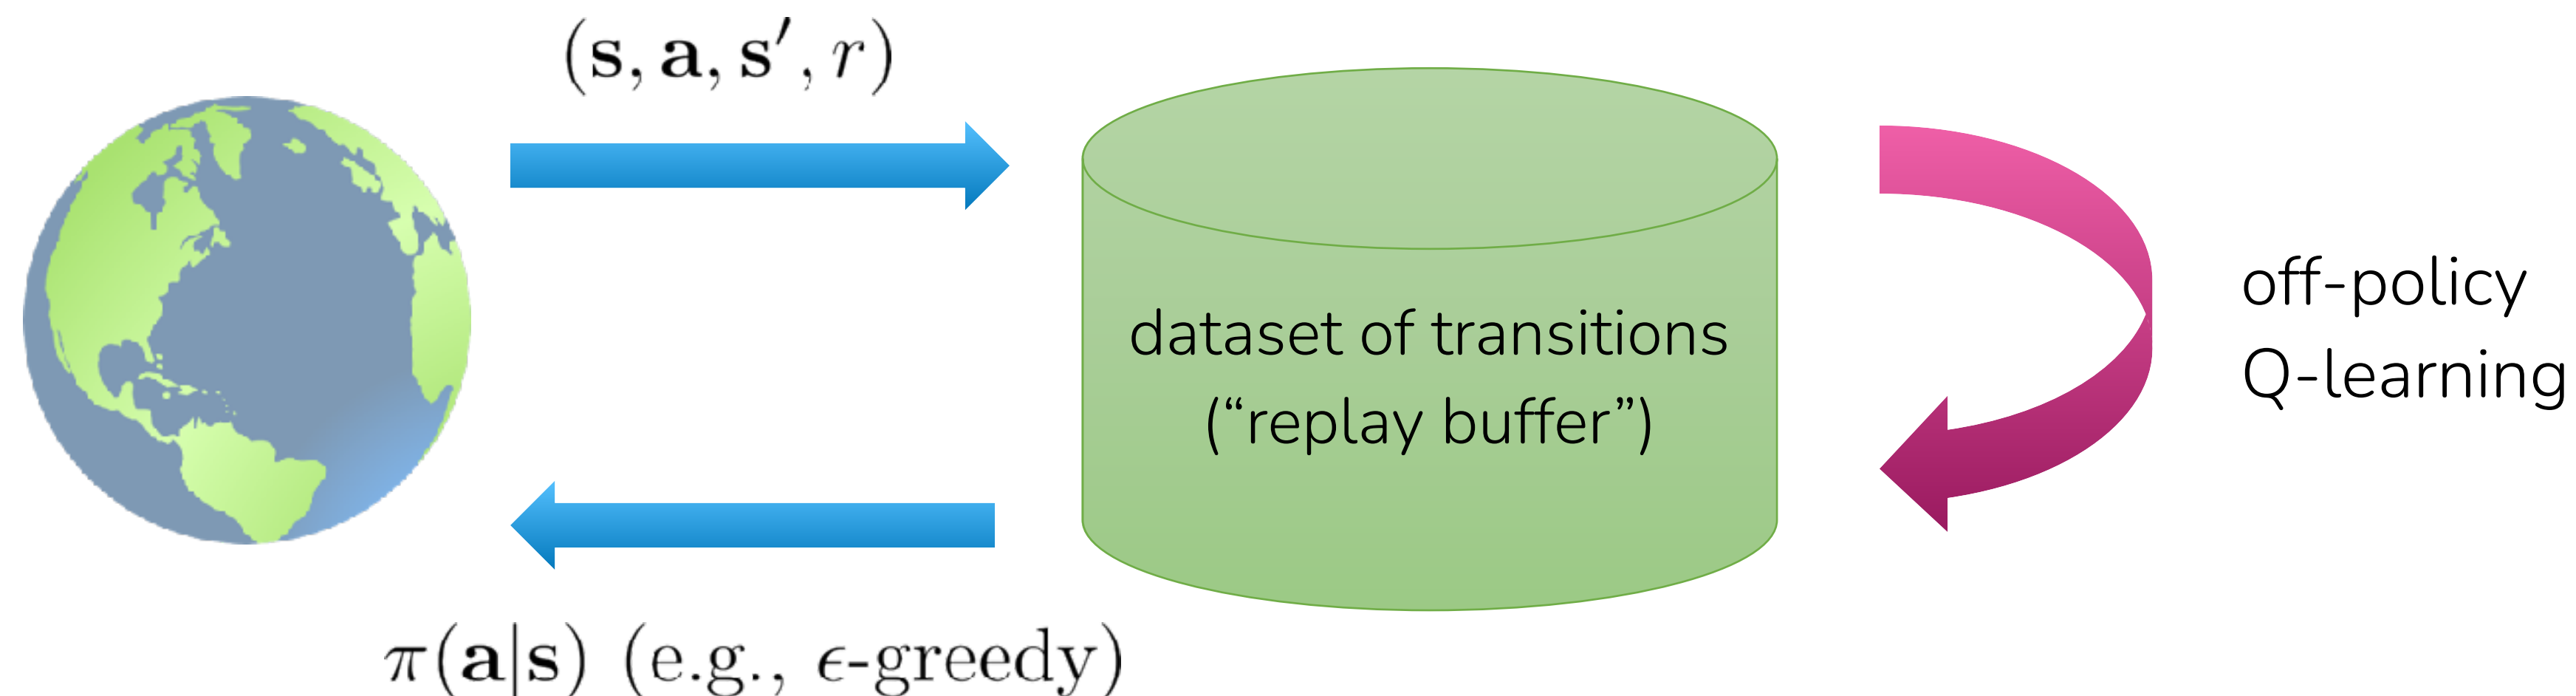 (s, a, s′, r)
dataset of transitions
(“replay buffer”)
off-policy
Q-learning
π(a|s) (e.g., ϵ-greedy)